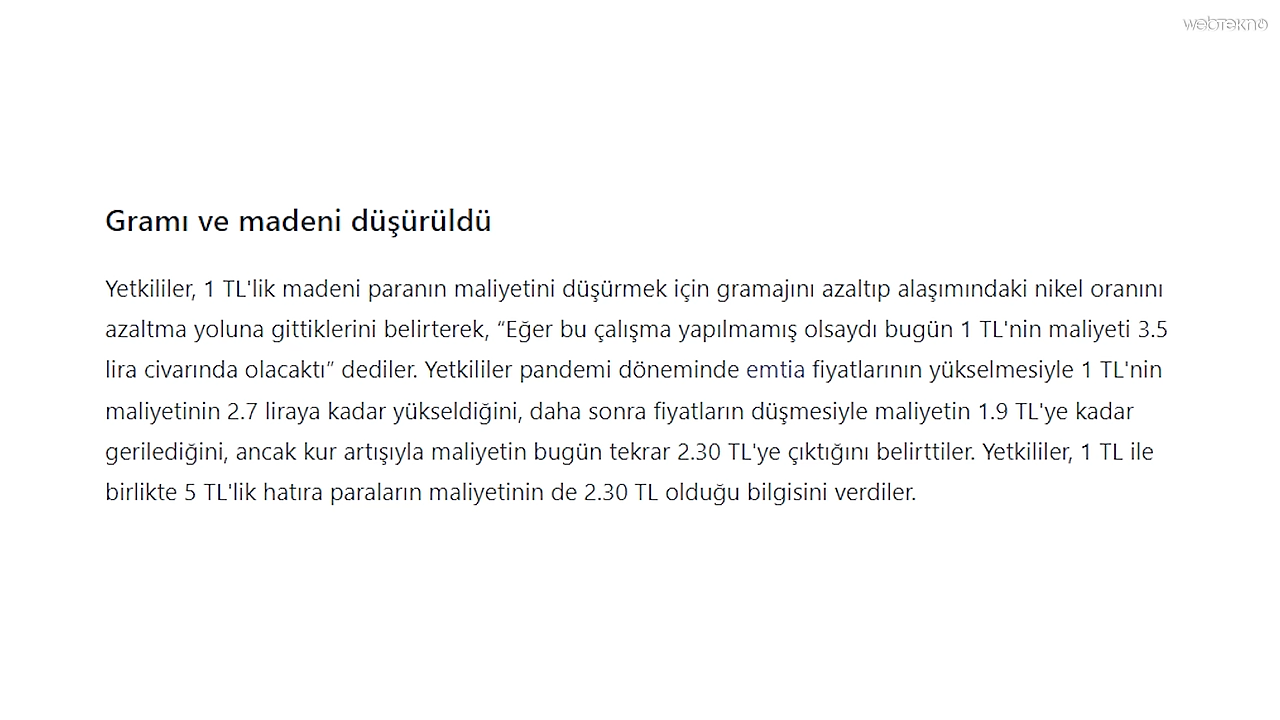 webtekno
Gramı ve madeni düşürüldü
Yetkililer, 1 TL'lik madeni paranın maliyetini düşürmek için gramajını azaltıp alaşımındaki nikel oranını
azaltma yoluna gittiklerini belirterek, “Eğer bu çalışma yapılmamış olsaydı bugün 1 TL'nin maliyeti 3.5
lira civarında olacaktı” dediler. Yetkililer pandemi döneminde emtia fiyatlarının yükselmesiyle 1 TL'nin
maliyetinin 2.7 liraya kadar yükseldiğini, daha sonra fiyatların düşmesiyle maliyetin 1.9 TL'ye kadar
gerilediğini, ancak kur artışıyla maliyetin bugün tekrar 2.30 TL'ye çıktığını belirttiler. Yetkililer, 1 TL ile
birlikte 5 TL'lik hatıra paraların maliyetinin de 2.30 TL olduğu bilgisini verdiler.